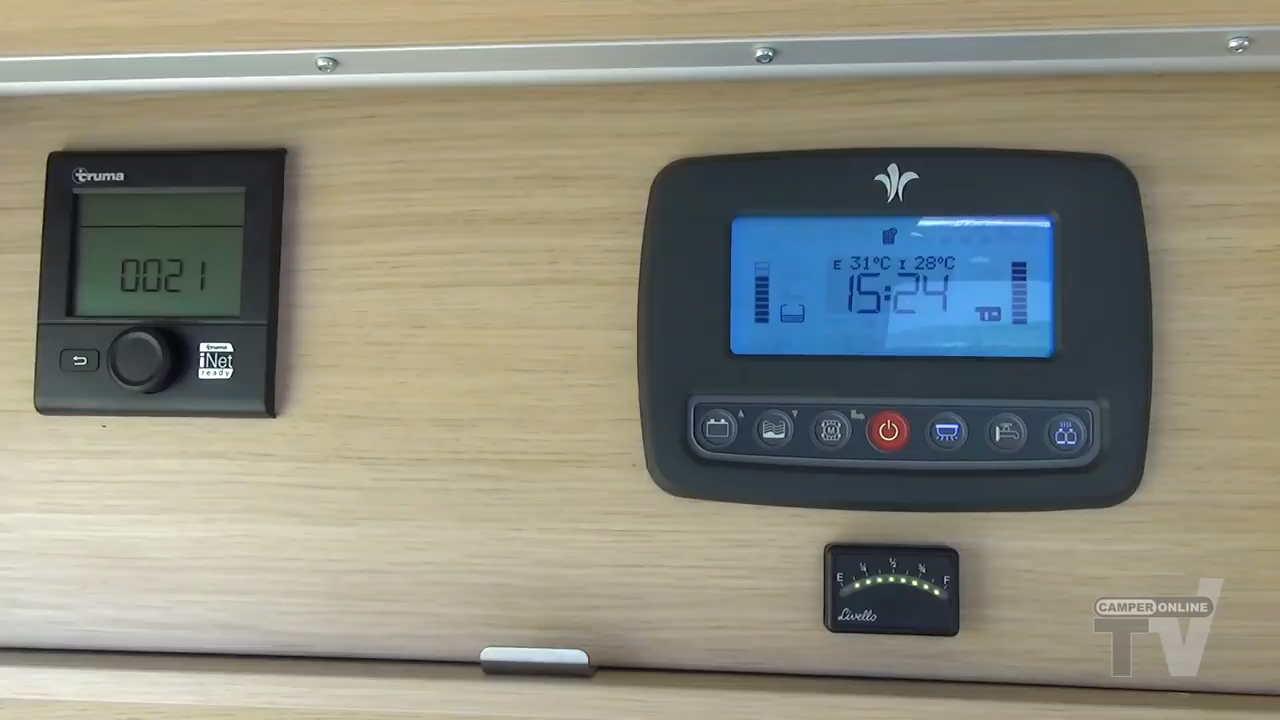 truma
0021
truma
iNet
ready
E 31°C I 28°C
15:24
M
E ¼ ½ ¾ F
Livello
CAMPER ONLINE
TV